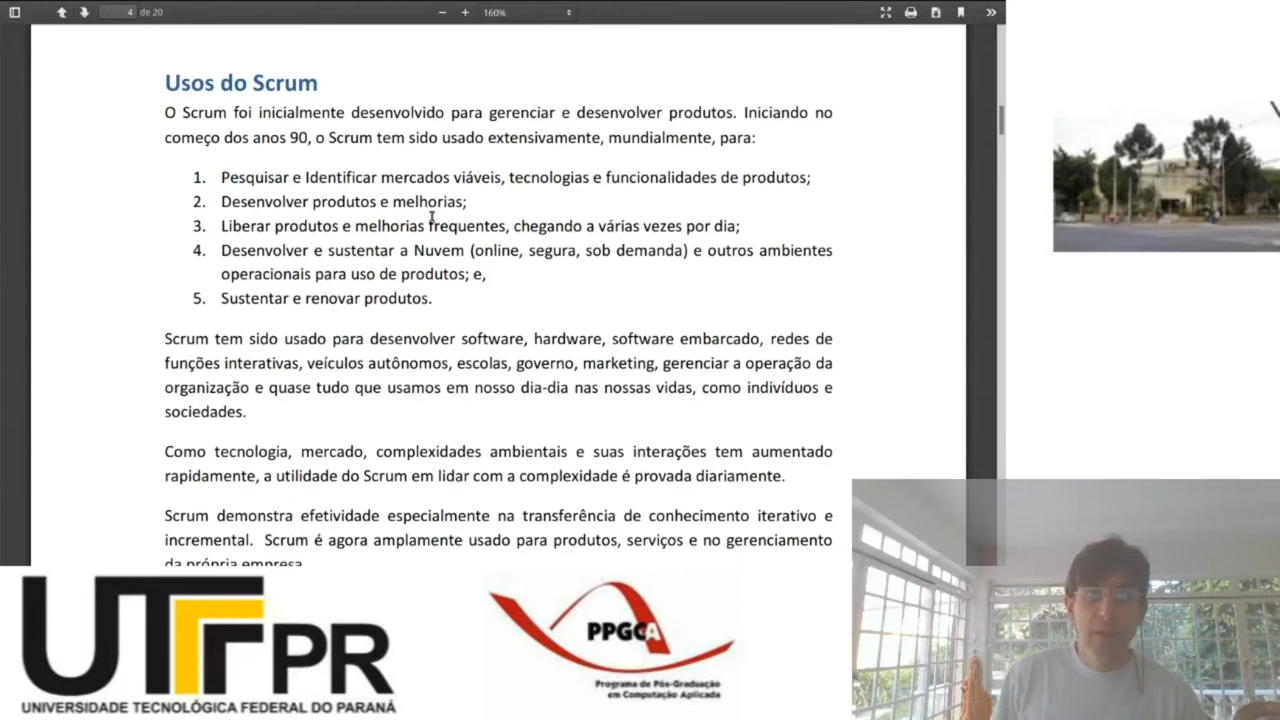 4 de 20
160%
Usos do Scrum
O Scrum foi inicialmente desenvolvido para gerenciar e desenvolver produtos. Iniciando no
começo dos anos 90, o Scrum tem sido usado extensivamente, mundialmente, para:
1. Pesquisar e Identificar mercados viáveis, tecnologias e funcionalidades de produtos;
2. Desenvolver produtos e melhorias;
3. Liberar produtos e melhorias frequentes, chegando a várias vezes por dia;
4. Desenvolver e sustentar a Nuvem (online, segura, sob demanda) e outros ambientes
operacionais para uso de produtos; e,
5. Sustentar e renovar produtos.
Scrum tem sido usado para desenvolver software, hardware, software embarcado, redes de
funções interativas, veículos autônomos, escolas, governo, marketing, gerenciar a operação da
organização e quase tudo que usamos em nosso dia-dia nas nossas vidas, como indivíduos e
sociedades.
Como tecnologia, mercado, complexidades ambientais e suas interações tem aumentado
rapidamente, a utilidade do Scrum em lidar com a complexidade é provada diariamente.
Scrum demonstra efetividade especialmente na transferência de conhecimento iterativo e
incremental. Scrum é agora amplamente usado para produtos, serviços e no gerenciamento
da própria empresa.
UTFPR
UNIVERSIDADE TECNOLÓGICA FEDERAL DO PARANÁ
PPGCA
Programa de Pós-Graduação
em Computação Aplicada